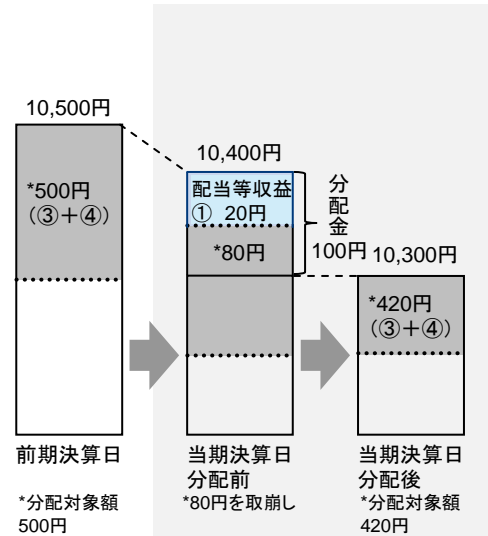 10,500円
*500円
(③+④)
前期決算日
*分配対象額
500円
10,400円
配当等収益
① 20円
*80円
分配金
100円
当期決算日
分配前
*80円を取崩し
10,300円
*420円
(③+④)
当期決算日
分配後
*分配対象額
420円